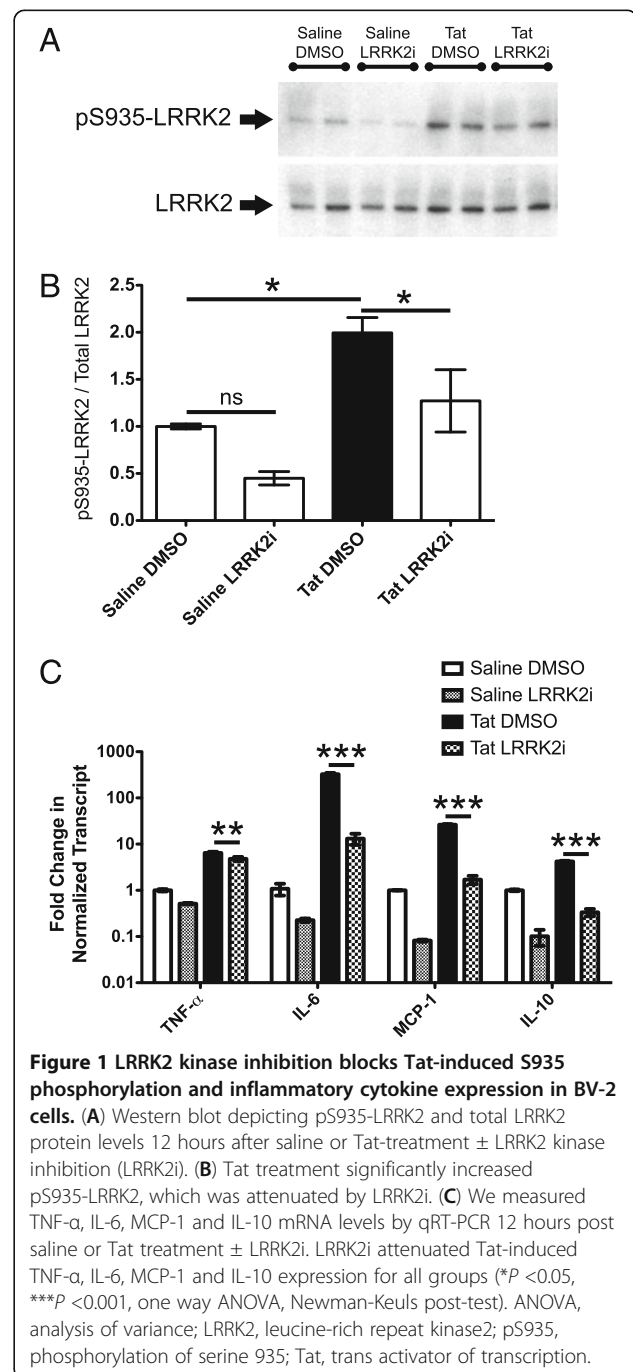 A
Saline DMSO
Saline LRRK2i
Tat DMSO
Tat LRRK2i
pS935-LRRK2
LRRK2
B
pS935-LRRK2 / Total LRRK2
2.5
2.0
1.5
1.0
0.5
0.0
*
*
ns
Saline DMSO
Saline LRRK2i
Tat DMSO
Tat LRRK2i
C
Saline DMSO
Saline LRRK2i
Tat DMSO
Tat LRRK2i
Fold Change in
Normalized Transcript
1000
100
10
1
0.1
0.01
**
***
***
***
TNF-α
IL-6
MCP-1
IL-10
Figure 1 LRRK2 kinase inhibition blocks Tat-induced S935
phosphorylation and inflammatory cytokine expression in BV-2
cells. (A) Western blot depicting pS935-LRRK2 and total LRRK2
protein levels 12 hours after saline or Tat-treatment ± LRRK2 kinase
inhibition (LRRK2i). (B) Tat treatment significantly increased
pS935-LRRK2, which was attenuated by LRRK2i. (C) We measured
TNF-α, IL-6, MCP-1 and IL-10 mRNA levels by qRT-PCR 12 hours post
saline or Tat treatment ± LRRK2i. LRRK2i attenuated Tat-induced
TNF-α, IL-6, MCP-1 and IL-10 expression for all groups (*P <0.05,
***P <0.001, one way ANOVA, Newman-Keuls post-test). ANOVA,
analysis of variance; LRRK2, leucine-rich repeat kinase2; pS935,
phosphorylation of serine 935; Tat, trans activator of transcription.